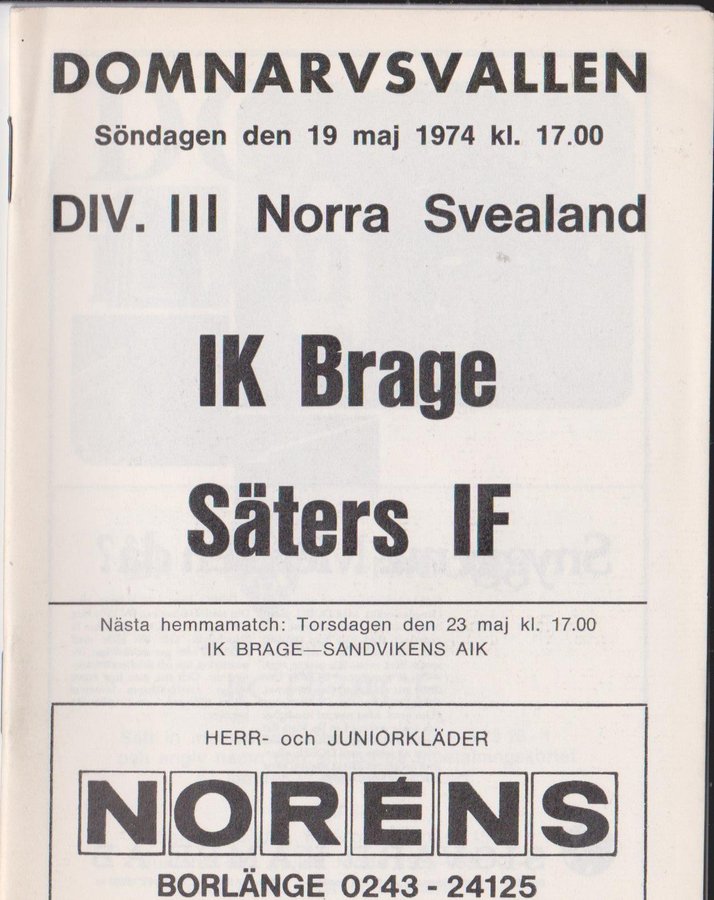 DOMNARVSVALLEN
Söndagen den 19 maj 1974 kl. 17.00
DIV. III Norra Svealand
IK Brage
Säters IF
Nästa hemmamatch: Torsdagen den 23 maj kl. 17.00
IK BRAGE—SANDVIKENS AIK
HERR- och JUNIORKLÄDER
NORÉNS
BORLÄNGE 0243 - 24125